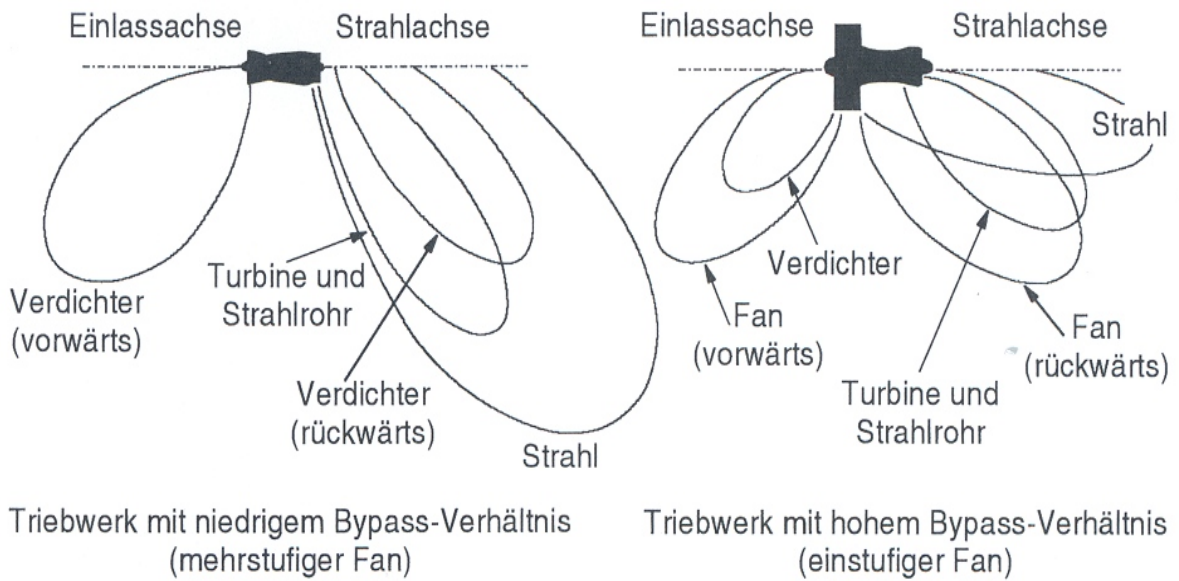 Einlassachse
Strahlachse
Verdichter
(vorwärts)
Turbine und
Strahlrohr
Verdichter
(rückwärts)
Strahl
Triebwerk mit niedrigem Bypass-Verhältnis
(mehrstufiger Fan)
Einlassachse
Strahlachse
Strahl
Verdichter
Fan
(vorwärts)
Fan
(rückwärts)
Turbine und
Strahlrohr
Triebwerk mit hohem Bypass-Verhältnis
(einstufiger Fan)